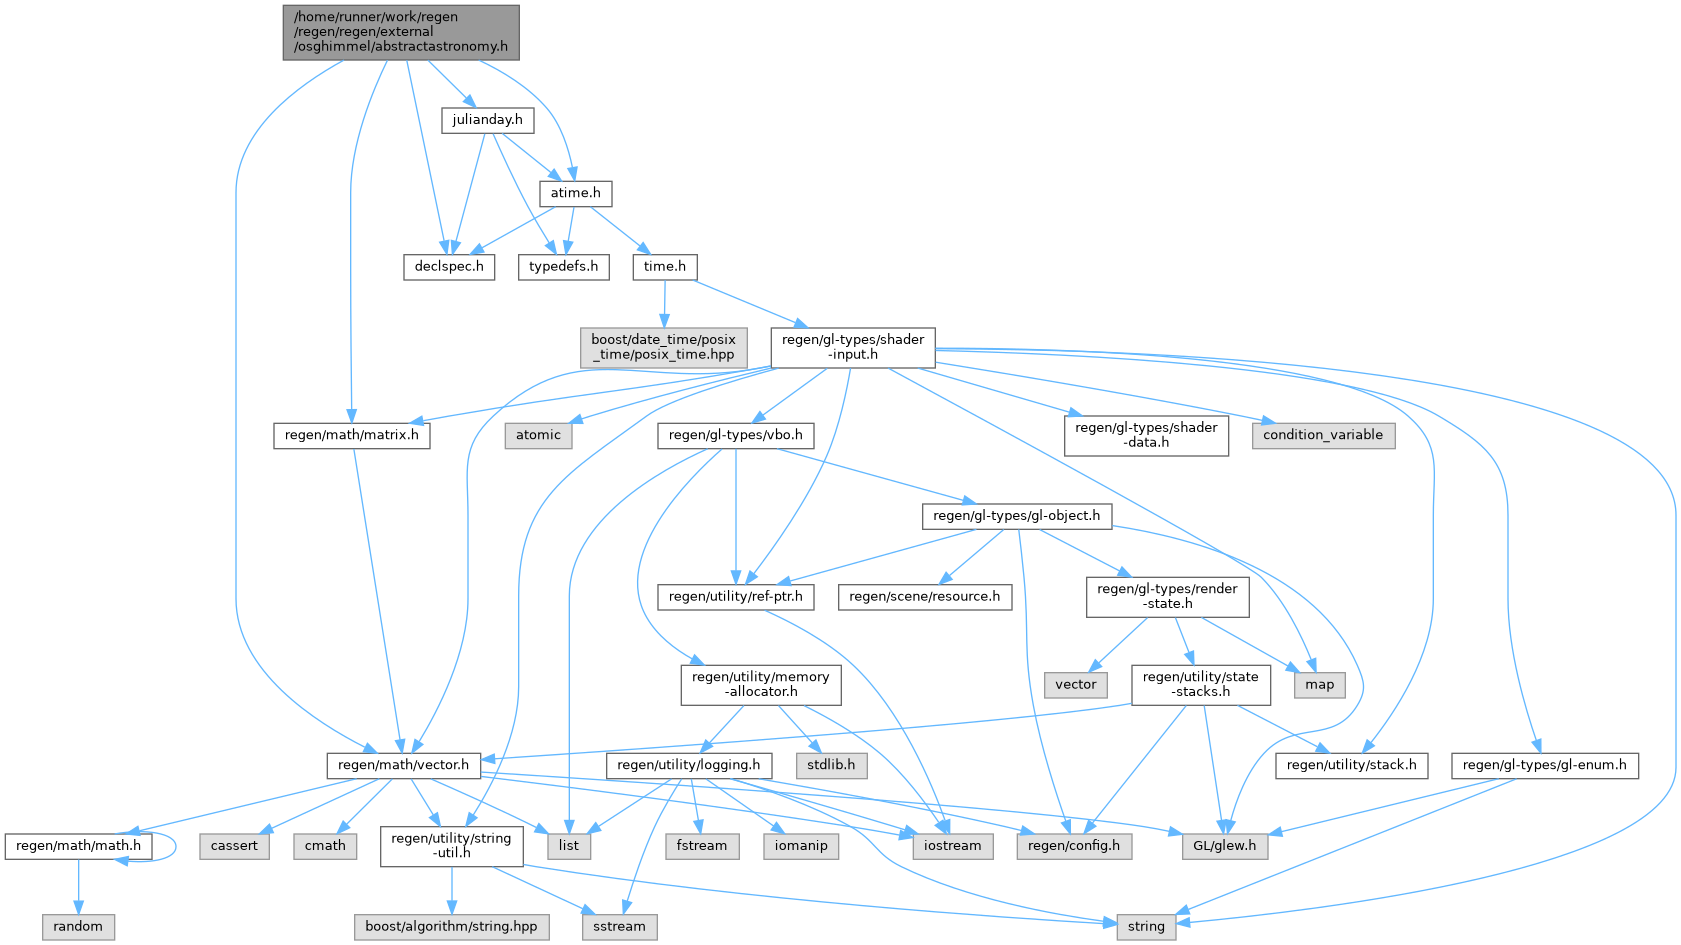 /home/runner/work/regen
/regen/regen/external
/osghimmel/abstractastronomy.h
julianday.h
atime.h
declspec.h
typedefs.h
time.h
boost/date_time/posix
_time/posix_time.hpp
regen/gl-types/shader
-input.h
regen/math/matrix.h
atomic
regen/gl-types/vbo.h
regen/gl-types/shader
-data.h
condition_variable
regen/gl-types/gl-object.h
regen/utility/ref-ptr.h
regen/scene/resource.h
regen/gl-types/render
-state.h
regen/utility/memory
-allocator.h
vector
regen/utility/state
-stacks.h
map
regen/math/vector.h
regen/utility/logging.h
stdlib.h
regen/utility/stack.h
regen/gl-types/gl-enum.h
regen/math/math.h
cassert
cmath
regen/utility/string
-util.h
list
fstream
iomanip
iostream
regen/config.h
GL/glew.h
random
boost/algorithm/string.hpp
sstream
string